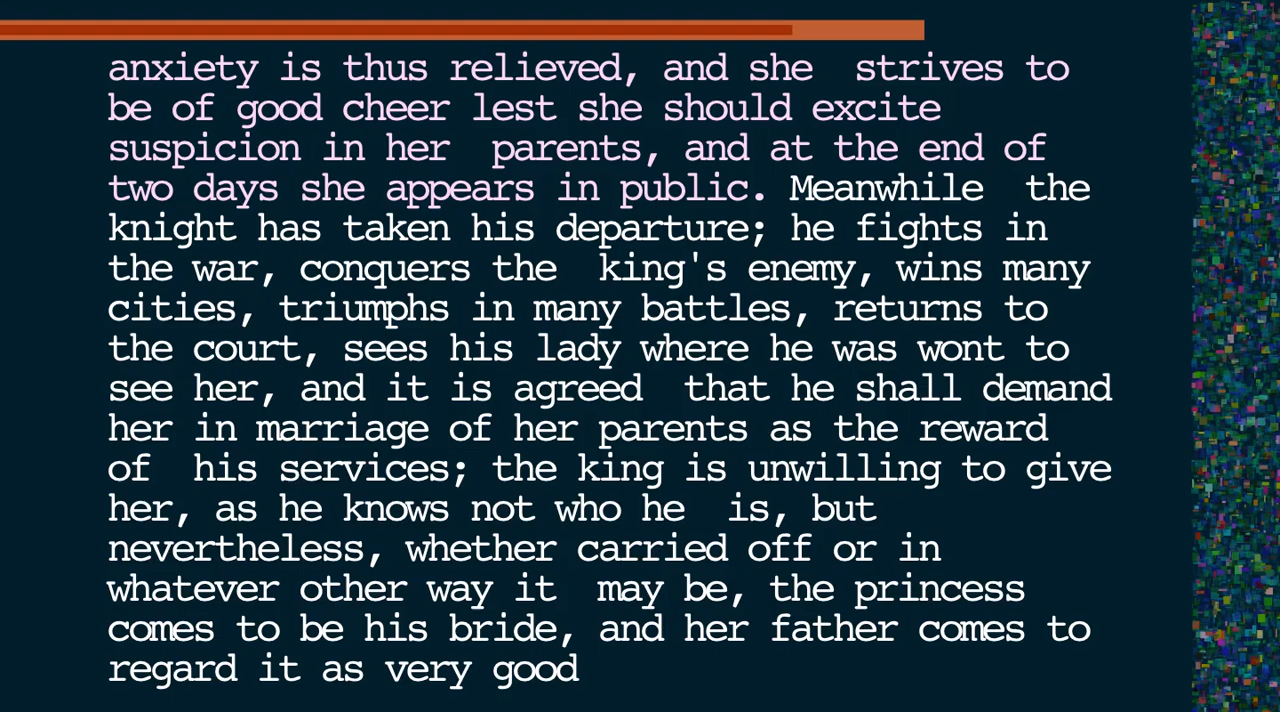 anxiety is thus relieved, and she  strives to
be of good cheer lest she should excite
suspicion in her  parents, and at the end of
two days she appears in public. Meanwhile  the
knight has taken his departure; he fights in
the war, conquers the  king's enemy, wins many
cities, triumphs in many battles, returns to
the court, sees his lady where he was wont to
see her, and it is agreed  that he shall demand
her in marriage of her parents as the reward
of  his services; the king is unwilling to give
her, as he knows not who he  is, but
nevertheless, whether carried off or in
whatever other way it  may be, the princess
comes to be his bride, and her father comes to
regard it as very good